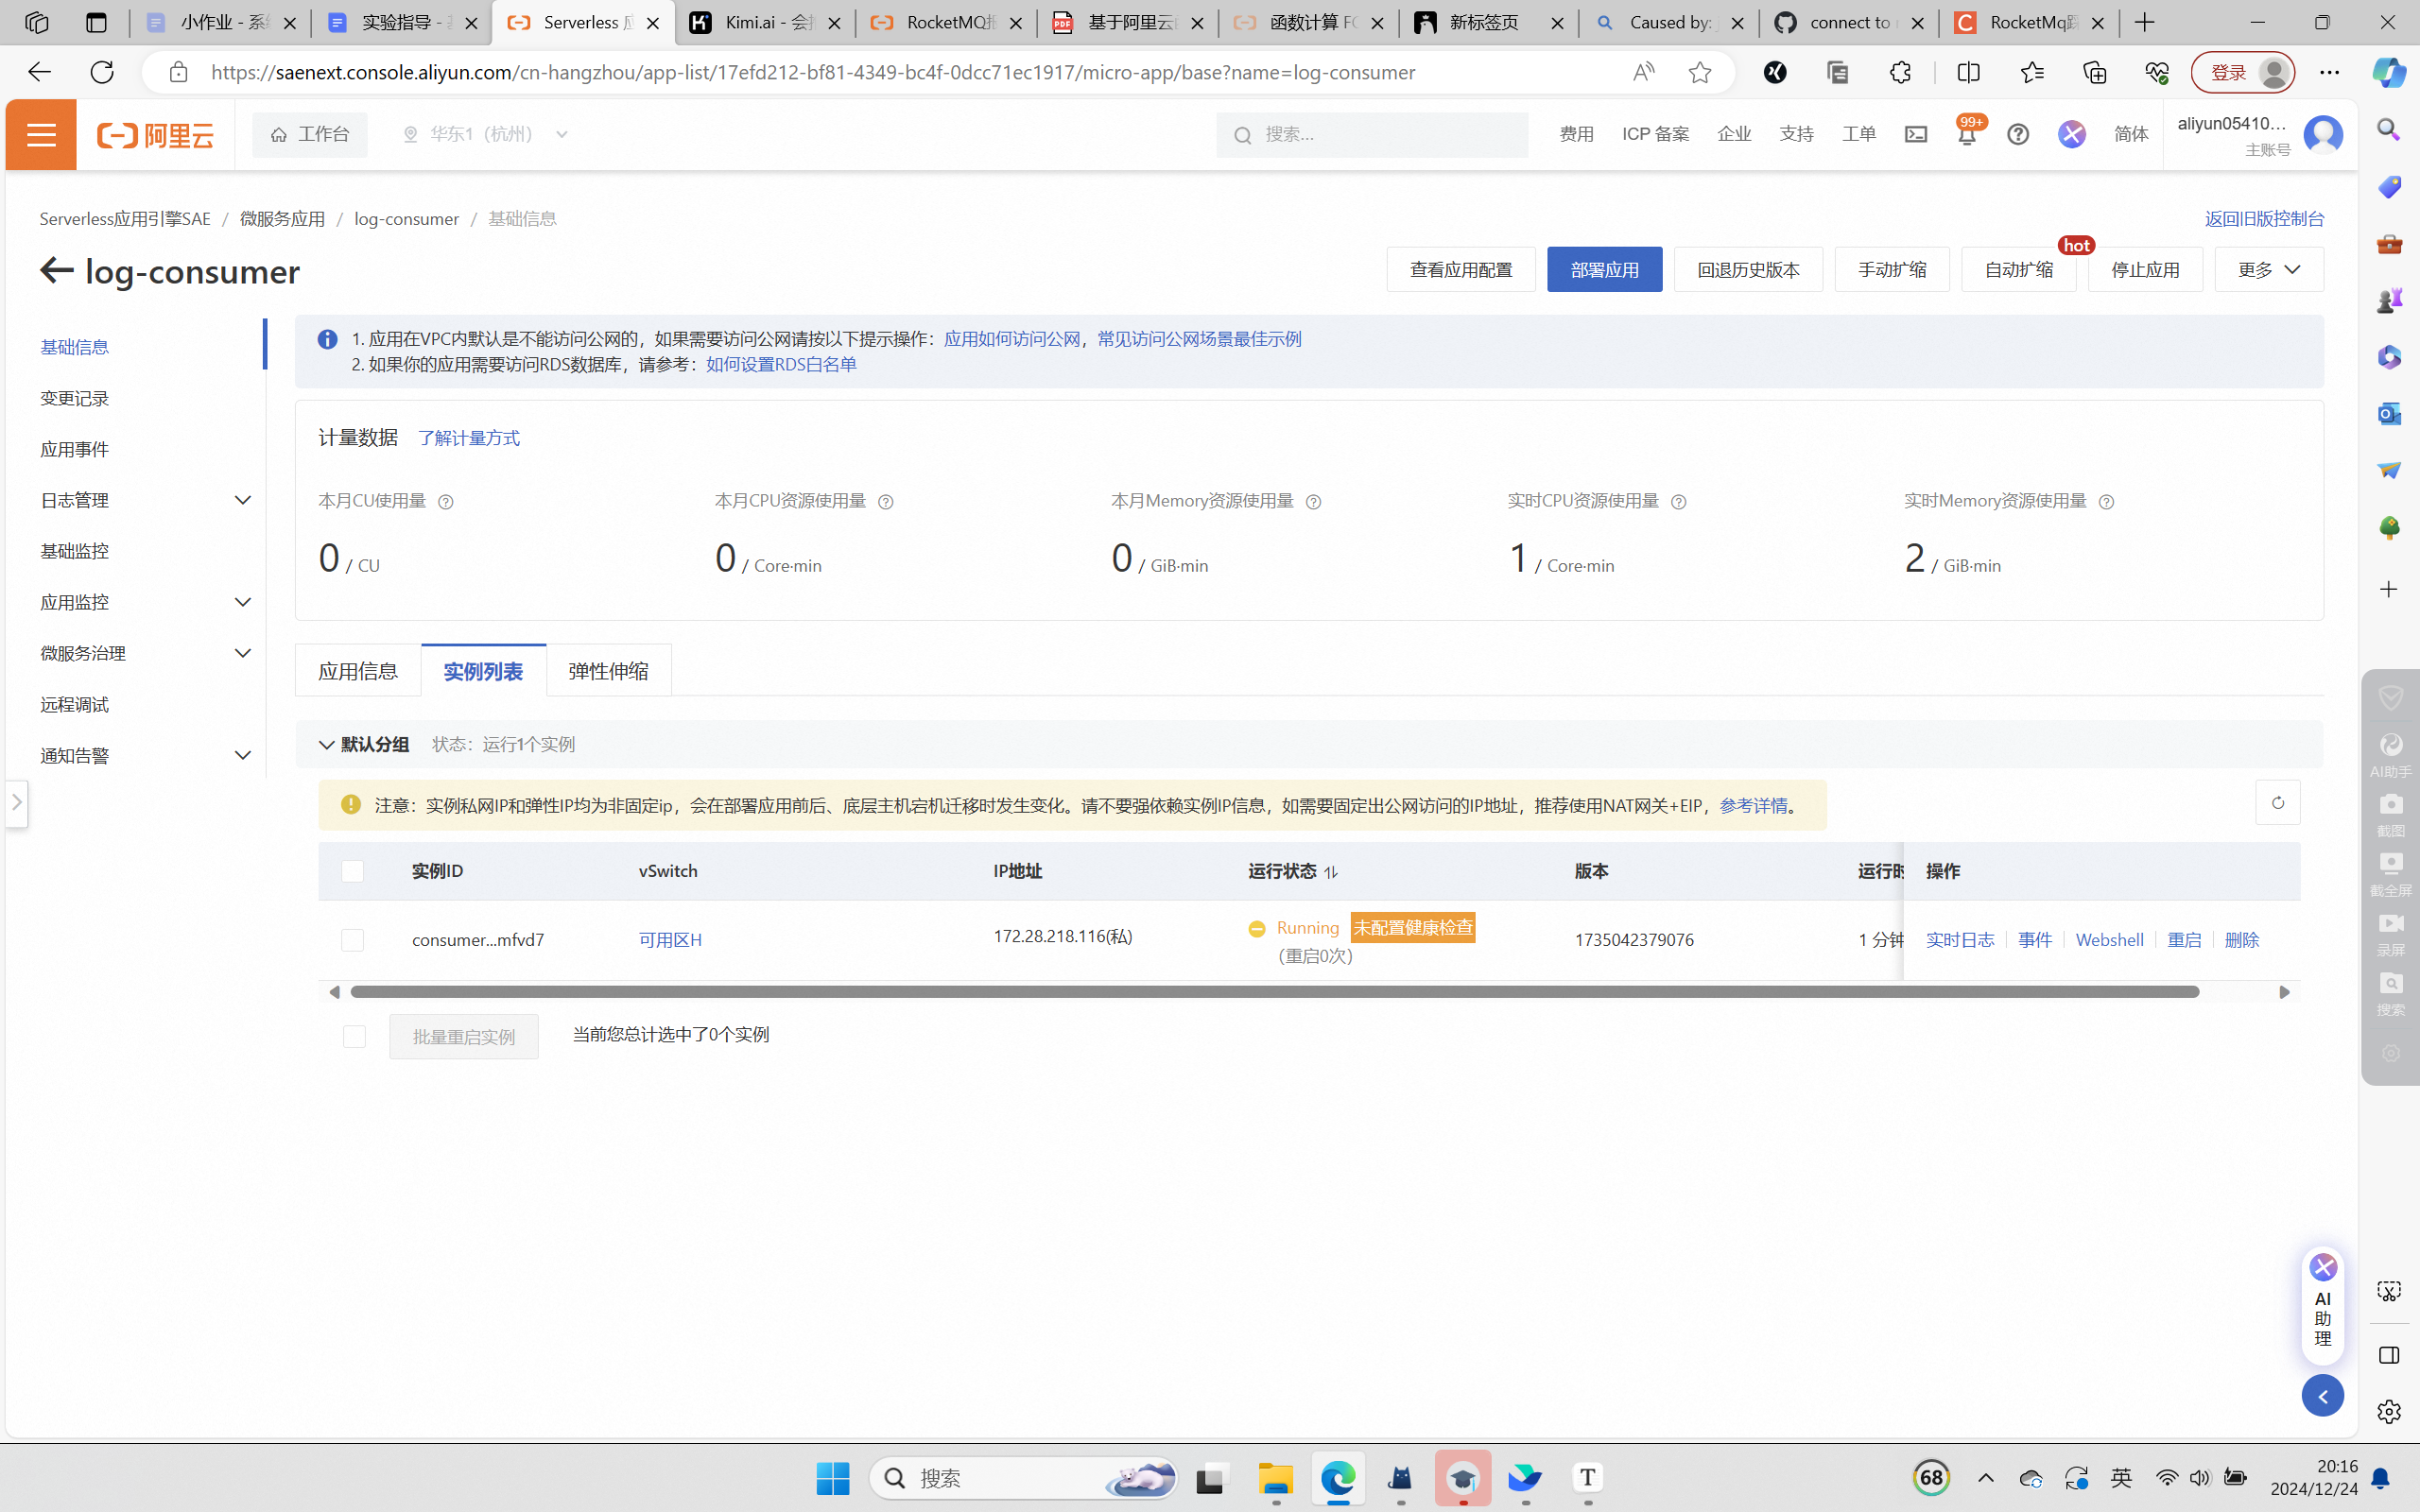 小作业 - 系统
实验指导 - 基
Serverless 应
Kimi.ai - 会推
RocketMQ报
基于阿里云函
函数计算 FC
新标签页
Caused by: j
connect to
RocketMq踩
https://saenext.console.aliyun.com/cn-hangzhou/app-list/17efd212-bf81-4349-bc4f-0dcc71ec1917/micro-app/base?name=log-consumer
登录
阿里云
工作台
华东1（杭州）
搜索...
费用
ICP 备案
企业
支持
工单
99+
简体
aliyun05410...
主账号
Serverless应用引擎SAE / 微服务应用 / log-consumer / 基础信息
返回旧版控制台
log-consumer
查看应用配置
部署应用
回退历史版本
手动扩缩
自动扩缩
hot
停止应用
更多
基础信息
变更记录
应用事件
日志管理
基础监控
应用监控
微服务治理
远程调试
通知告警
1. 应用在VPC内默认是不能访问公网的，如果需要访问公网请按以下提示操作：应用如何访问公网，常见访问公网场景最佳示例
2. 如果你的应用需要访问RDS数据库，请参考：如何设置RDS白名单
计量数据 了解计量方式
本月CU使用量
本月CPU资源使用量
本月Memory资源使用量
实时CPU资源使用量
实时Memory资源使用量
0 / CU
0 / Core·min
0 / GiB·min
1 / Core·min
2 / GiB·min
应用信息
实例列表
弹性伸缩
默认分组 状态：运行1个实例
注意：实例私网IP和弹性IP均为非固定ip，会在部署应用前后、底层主机宕机迁移时发生变化。请不要强依赖实例IP信息，如需要固定出公网访问的IP地址，推荐使用NAT网关+EIP，参考详情。
实例ID
vSwitch
IP地址
运行状态
版本
运行时
操作
consumer...mfvd7
可用区H
172.28.218.116(私)
Running 未配置健康检查
(重启0次)
1735042379076
1 分钟
实时日志
事件
Webshell
重启
删除
批量重启实例
当前您总计选中了0个实例
AI助手
截图
截全屏
录屏
搜索
AI
助
理
搜索
68
英
20:16
2024/12/24